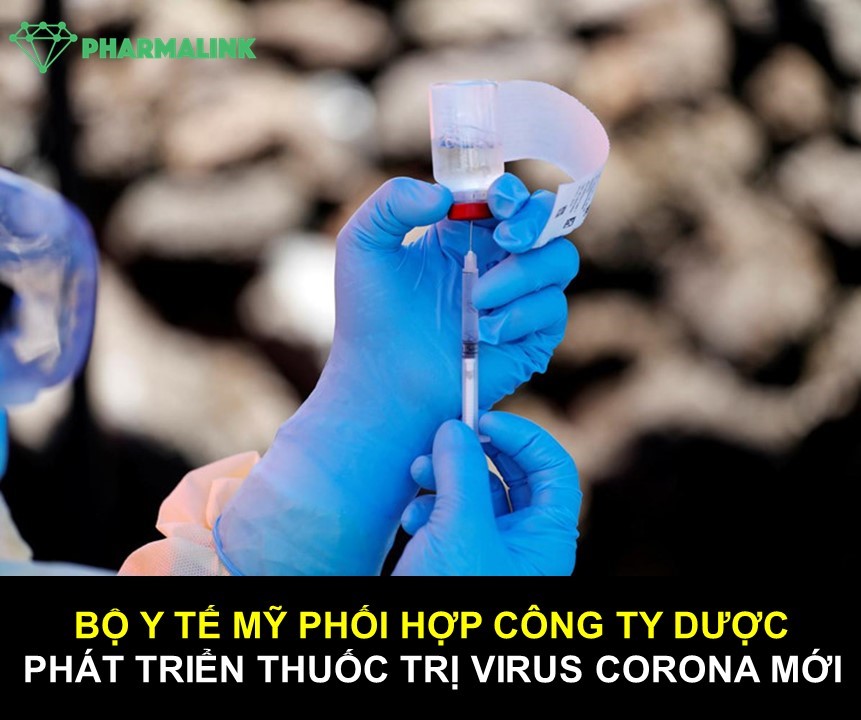 PHARMALINK
BỘ Y TẾ MỸ PHỐI HỢP CÔNG TY DƯỢC
PHÁT TRIỂN THUỐC TRỊ VIRUS CORONA MỚI